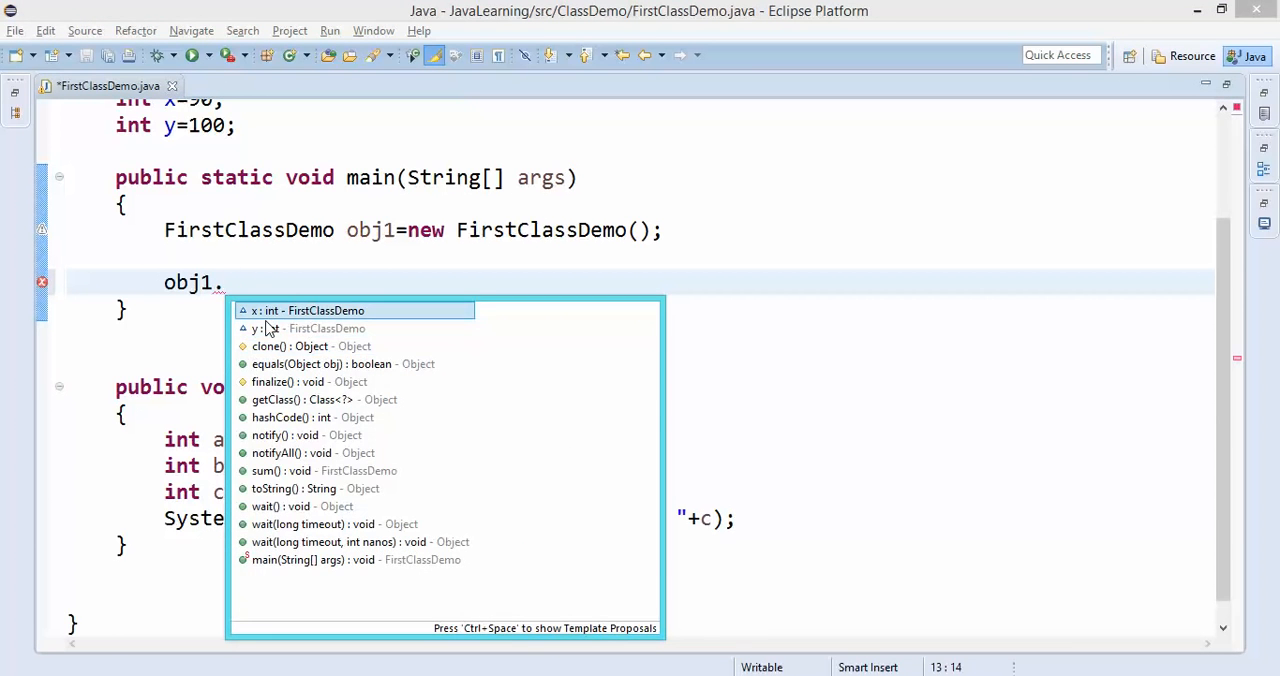 Java - JavaLearning/src/ClassDemo/FirstClassDemo.java - Eclipse Platform
File Edit Source Refactor Navigate Search Project Run Window Help
Quick Access Resource Java
*FirstClassDemo.java
int x=90;
int y=100;
public static void main(String[] args)
{
FirstClassDemo obj1=new FirstClassDemo();
obj1.
}
x : int - FirstClassDemo
y : int - FirstClassDemo
clone() : Object - Object
equals(Object obj) : boolean - Object
finalize() : void - Object
getClass() : Class<?> - Object
hashCode() : int - Object
notify() : void - Object
notifyAll() : void - Object
sum() : void - FirstClassDemo
toString() : String - Object
wait() : void - Object
wait(long timeout) : void - Object
wait(long timeout, int nanos) : void - Object
main(String[] args) : void - FirstClassDemo
Press 'Ctrl+Space' to show Template Proposals
public vo
{
int a
int b
int c
Syste "+c);
}
}
Writable Smart Insert 13 : 14